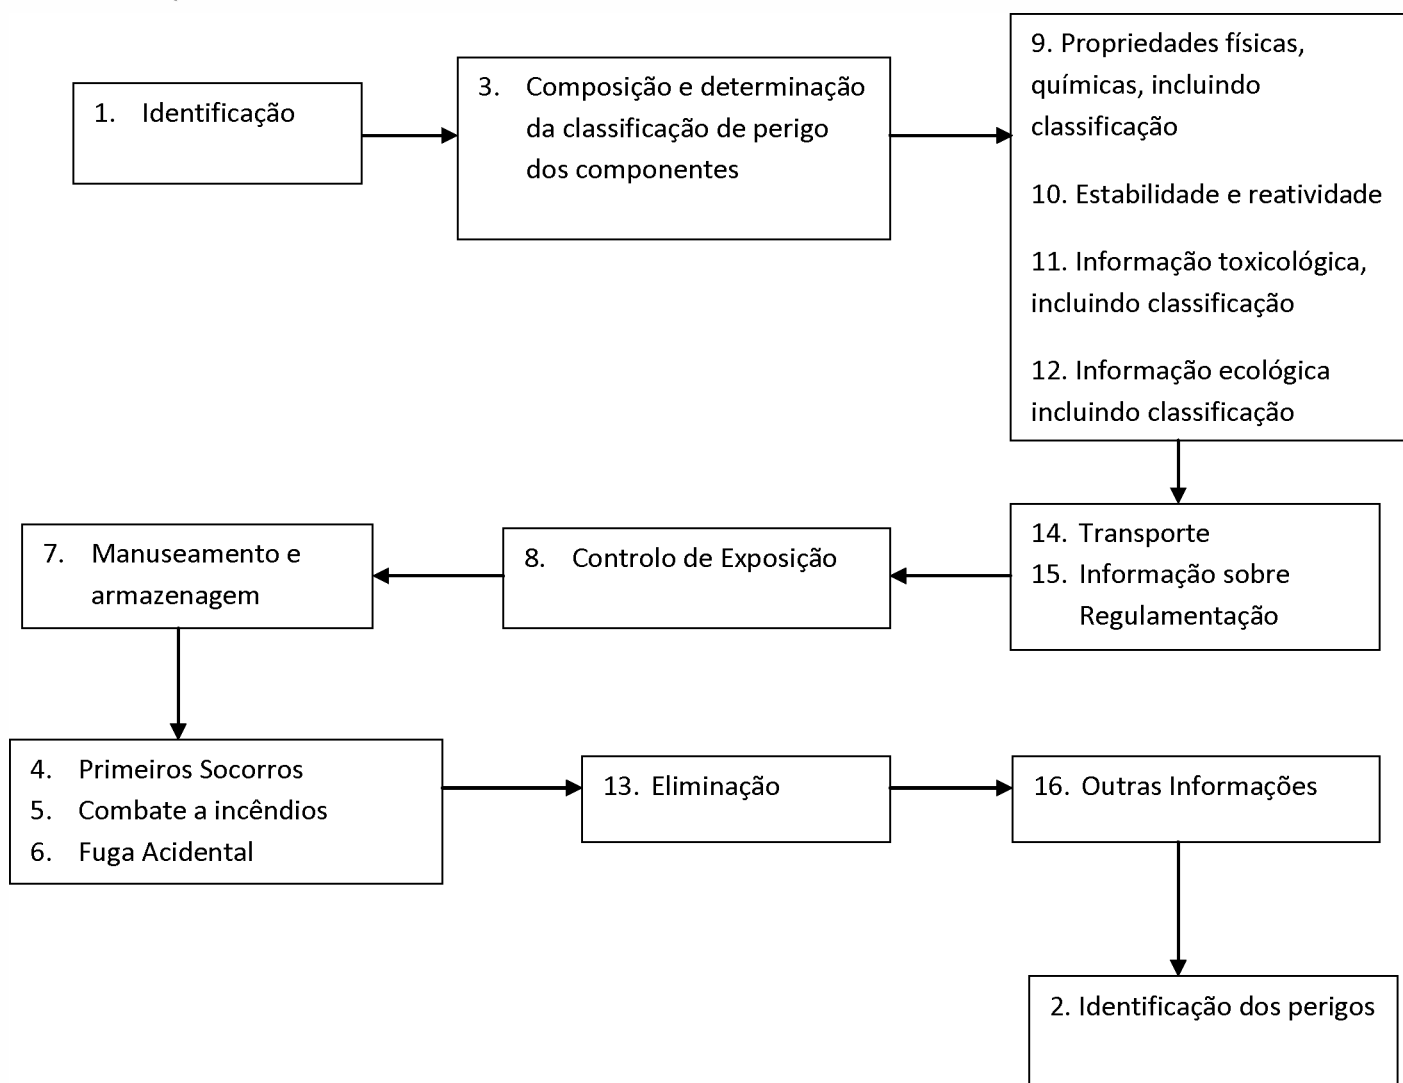 1. Identificação
3. Composição e determinação
da classificação de perigo
dos componentes
9. Propriedades físicas,
químicas, incluindo
classificação
10. Estabilidade e reatividade
11. Informação toxicológica,
incluindo classificação
12. Informação ecológica
incluindo classificação
14. Transporte
15. Informação sobre
Regulamentação
8. Controlo de Exposição
7. Manuseamento e
armazenagem
4. Primeiros Socorros
5. Combate a incêndios
6. Fuga Acidental
13. Eliminação
16. Outras Informações
2. Identificação dos perigos